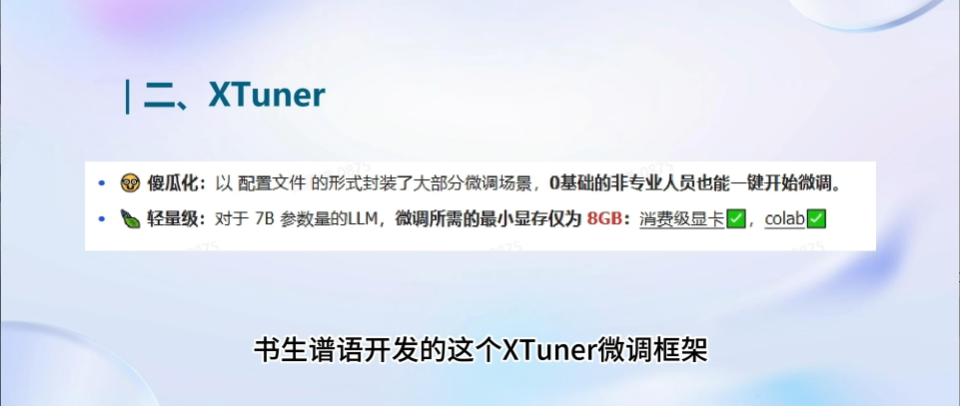 二、XTuner
• 🤓 傻瓜化：以 配置文件 的形式封装了大部分微调场景，0基础的非专业人员也能一键开始微调。
• 🍃 轻量级：对于 7B 参数量的LLM，微调所需的最小显存仅为 8GB：消费级显卡✅，colab✅
书生谱语开发的这个XTuner微调框架